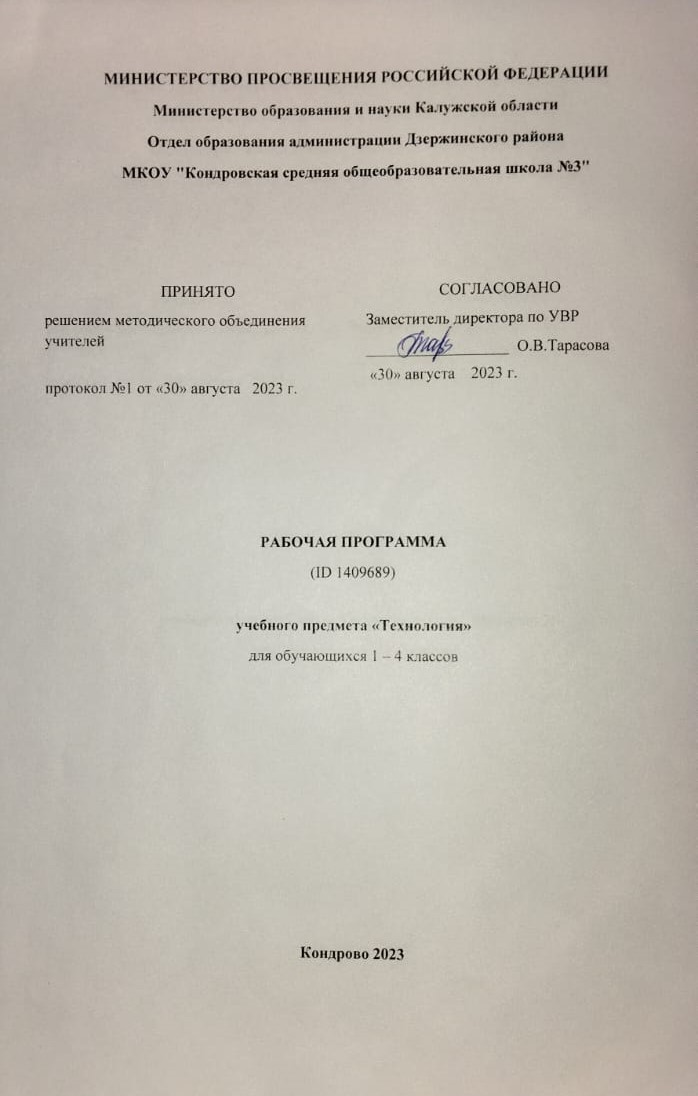 МИНИСТЕРСТВО ПРОСВЕЩЕНИЯ РОССИЙСКОЙ ФЕДЕРАЦИИ
Министерство образования и науки Калужской области
Отдел образования администрации Дзержинского района
МКОУ "Кондровская средняя общеобразовательная школа №3"
ПРИНЯТО
решением методического объединения
учителей
протокол №1 от «30» августа 2023 г.
СОГЛАСОВАНО
Заместитель директора по УВР
О.В.Тарасова
«30» августа 2023 г.
РАБОЧАЯ ПРОГРАММА
(ID 1409689)
учебного предмета «Технология»
для обучающихся 1 – 4 классов
Кондрово 2023